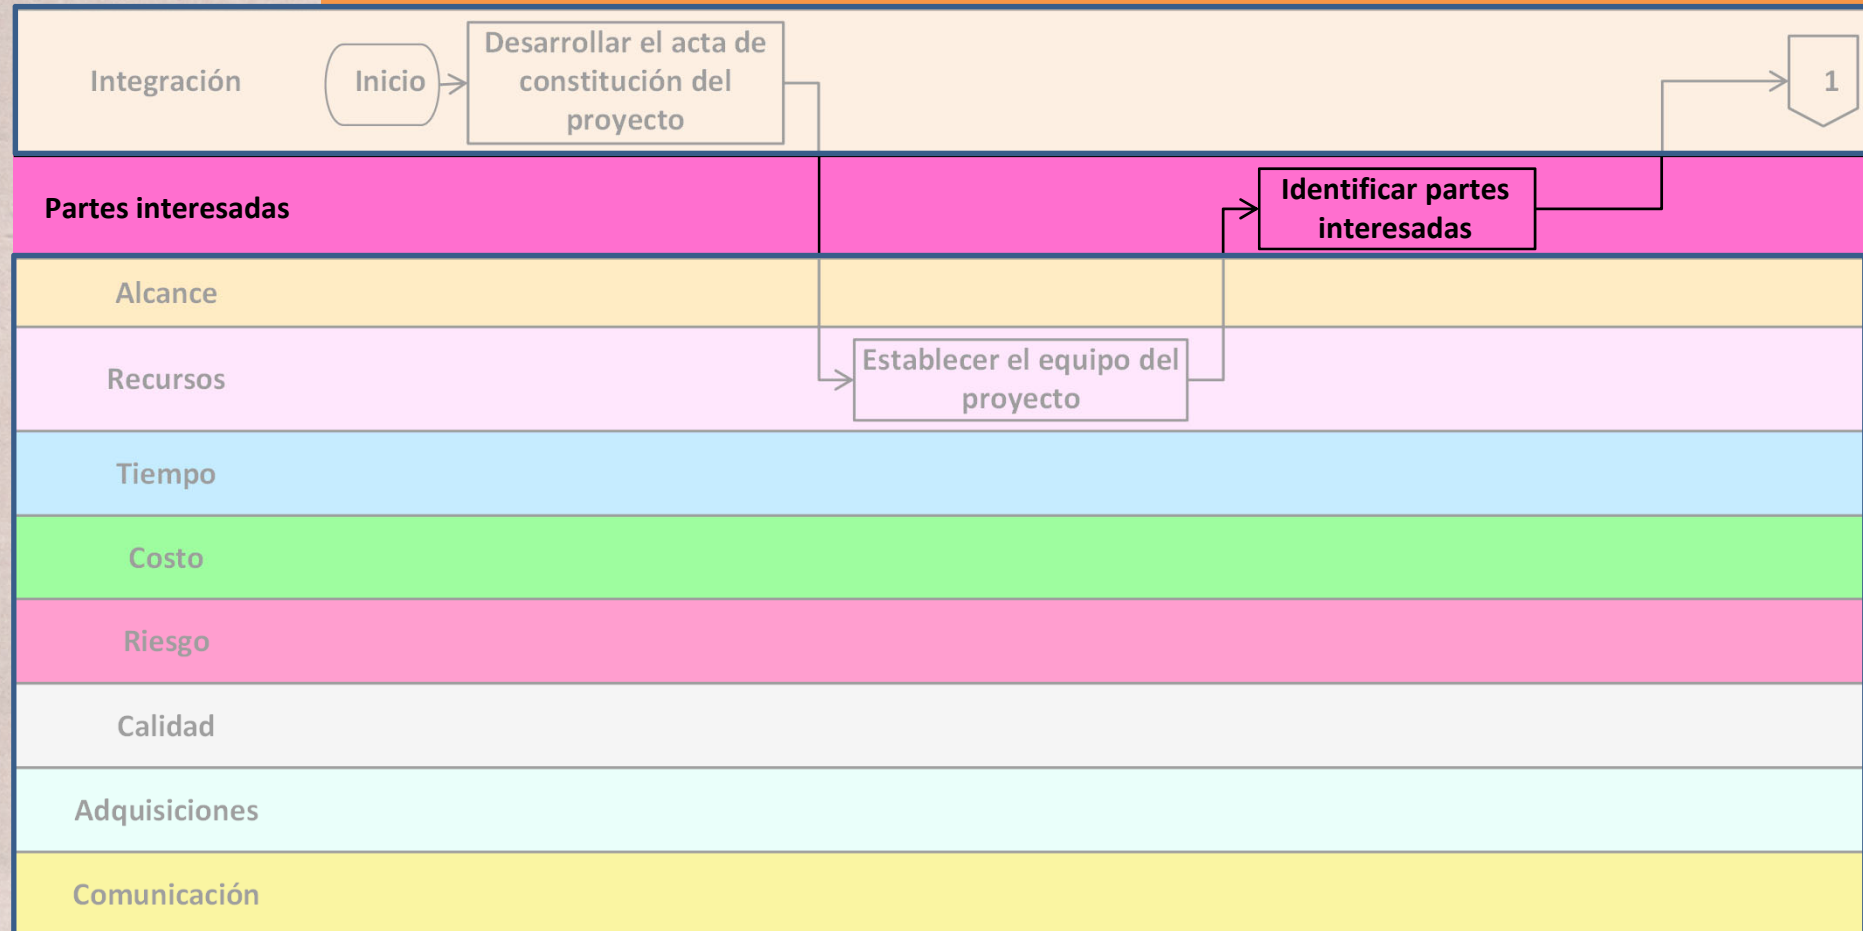 Integración
Inicio
Desarrollar el acta de
constitución del
proyecto
1
Partes interesadas
Identificar partes
interesadas
Alcance
Recursos
Establecer el equipo del
proyecto
Tiempo
Costo
Riesgo
Calidad
Adquisiciones
Comunicación